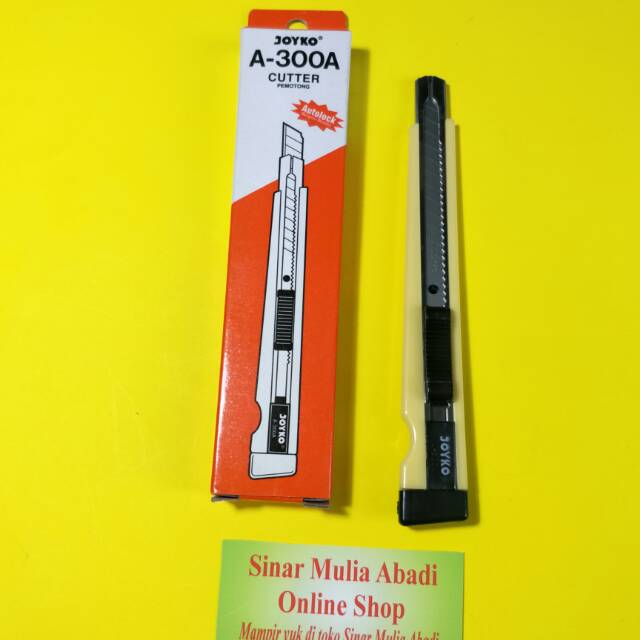 JOYKO®
A-300A
CUTTER
PEMOTONG
Autolock
JOYKO
A-300A
JOYKO
Sinar Mulia Abadi
Online Shop
Mampir yuk di toko Sinar Mulia Abadi